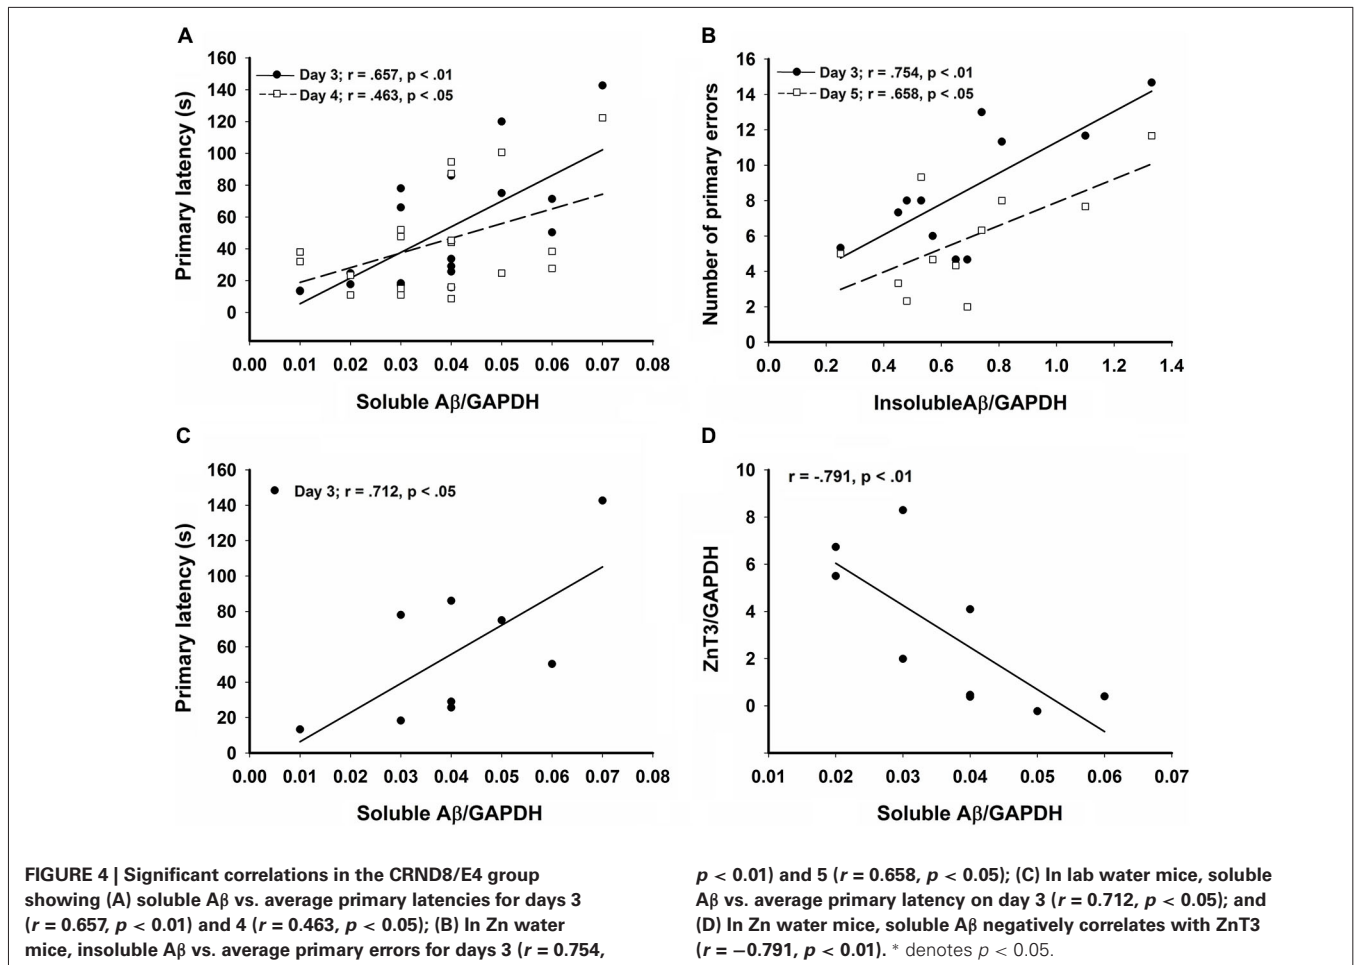 A
160
140
120
100
80
60
40
20
0
Primary latency (s)
Day 3; r = .657, p < .01
Day 4; r = .463, p < .05
0.00 0.01 0.02 0.03 0.04 0.05 0.06 0.07 0.08
Soluble Aβ/GAPDH
B
16
14
12
10
8
6
4
2
0
Number of primary errors
Day 3; r = .754, p < .01
Day 5; r = .658, p < .05
0.0 0.2 0.4 0.6 0.8 1.0 1.2 1.4
InsolubleAβ/GAPDH
C
160
140
120
100
80
60
40
20
0
Primary latency (s)
Day 3; r = .712, p < .05
0.00 0.01 0.02 0.03 0.04 0.05 0.06 0.07 0.08
Soluble Aβ/GAPDH
D
10
8
6
4
2
0
ZnT3/GAPDH
r = -.791, p < .01
0.01 0.02 0.03 0.04 0.05 0.06 0.07
Soluble Aβ/GAPDH
FIGURE 4 | Significant correlations in the CRND8/E4 group
showing (A) soluble Aβ vs. average primary latencies for days 3
(r = 0.657, p < 0.01) and 4 (r = 0.463, p < 0.05); (B) In Zn water
mice, insoluble Aβ vs. average primary errors for days 3 (r = 0.754,
p < 0.01) and 5 (r = 0.658, p < 0.05); (C) In lab water mice, soluble
Aβ vs. average primary latency on day 3 (r = 0.712, p < 0.05); and
(D) In Zn water mice, soluble Aβ negatively correlates with ZnT3
(r = −0.791, p < 0.01). * denotes p < 0.05.